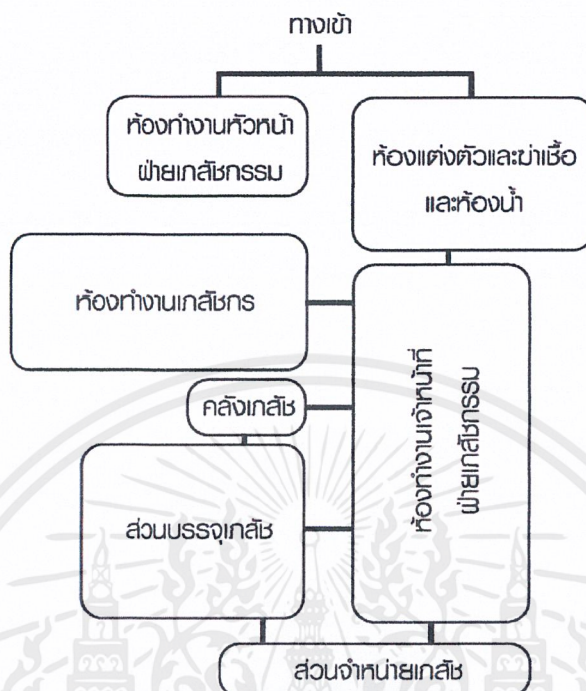 ทางเข้า
ห้องทำงานหัวหน้า
ฝ่ายเภสัชกรรม
ห้องแต่งตัวและฆ่าเชื้อ
และห้องน้ำ
ห้องทำงานเภสัชกร
ห้องทำงานเจ้าหน้าที่
ฝ่ายเภสัชกรรม
คลังเภสัช
ส่วนบรรจุเภสัช
ส่วนจำหน่ายเภสัช